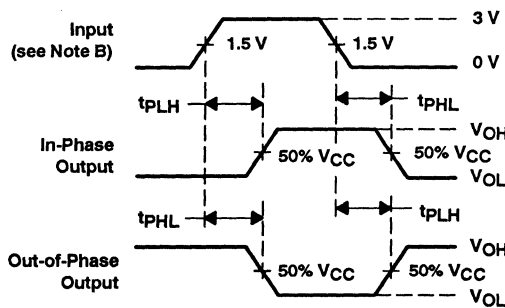 Input
(see Note B)
1.5 V
1.5 V
3 V
0 V
tPLH
tPHL
In-Phase
Output
50% VCC
50% VCC
VOH
VOL
tPHL
tPLH
Out-of-Phase
Output
50% VCC
50% VCC
VOH
VOL